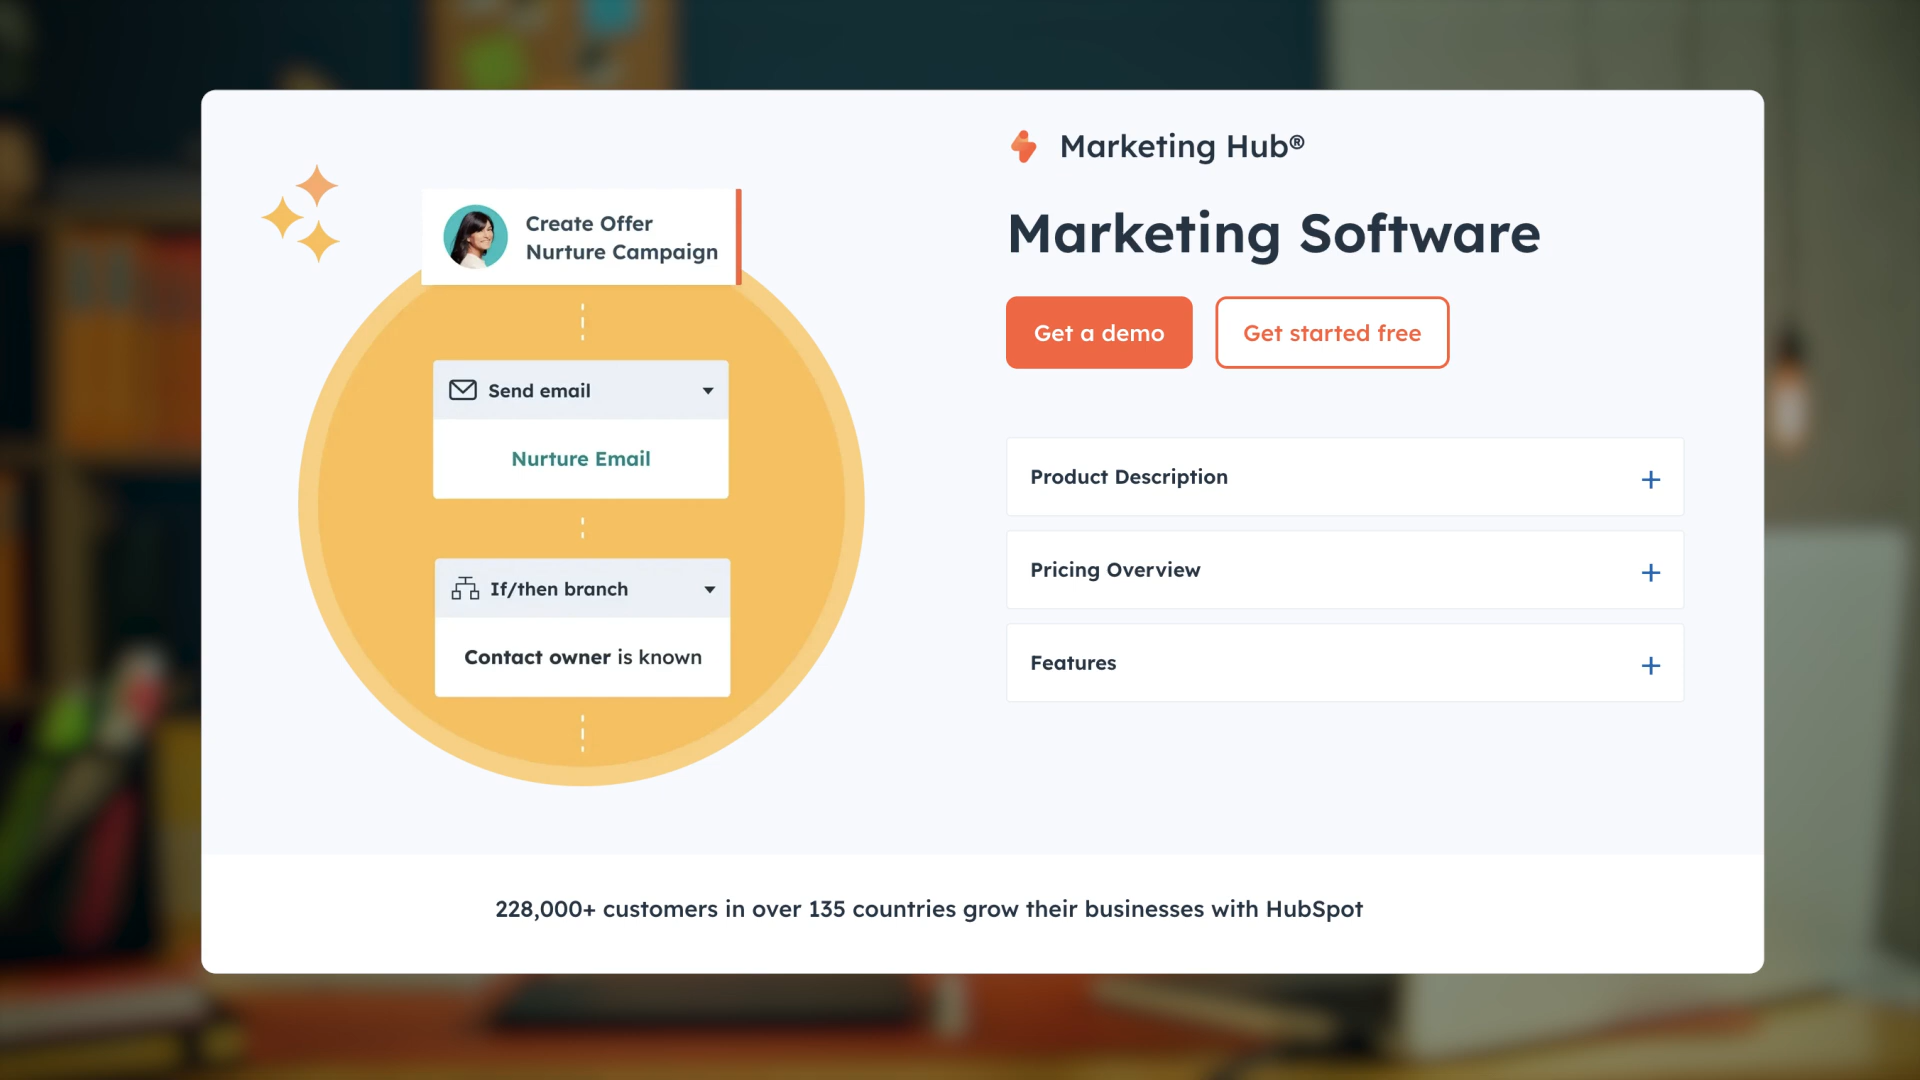 Marketing Hub®
Marketing Software
Get a demo
Get started free
Product Description
Pricing Overview
Features
Create Offer
Nurture Campaign
Send email
Nurture Email
If/then branch
Contact owner is known
228,000+ customers in over 135 countries grow their businesses with HubSpot